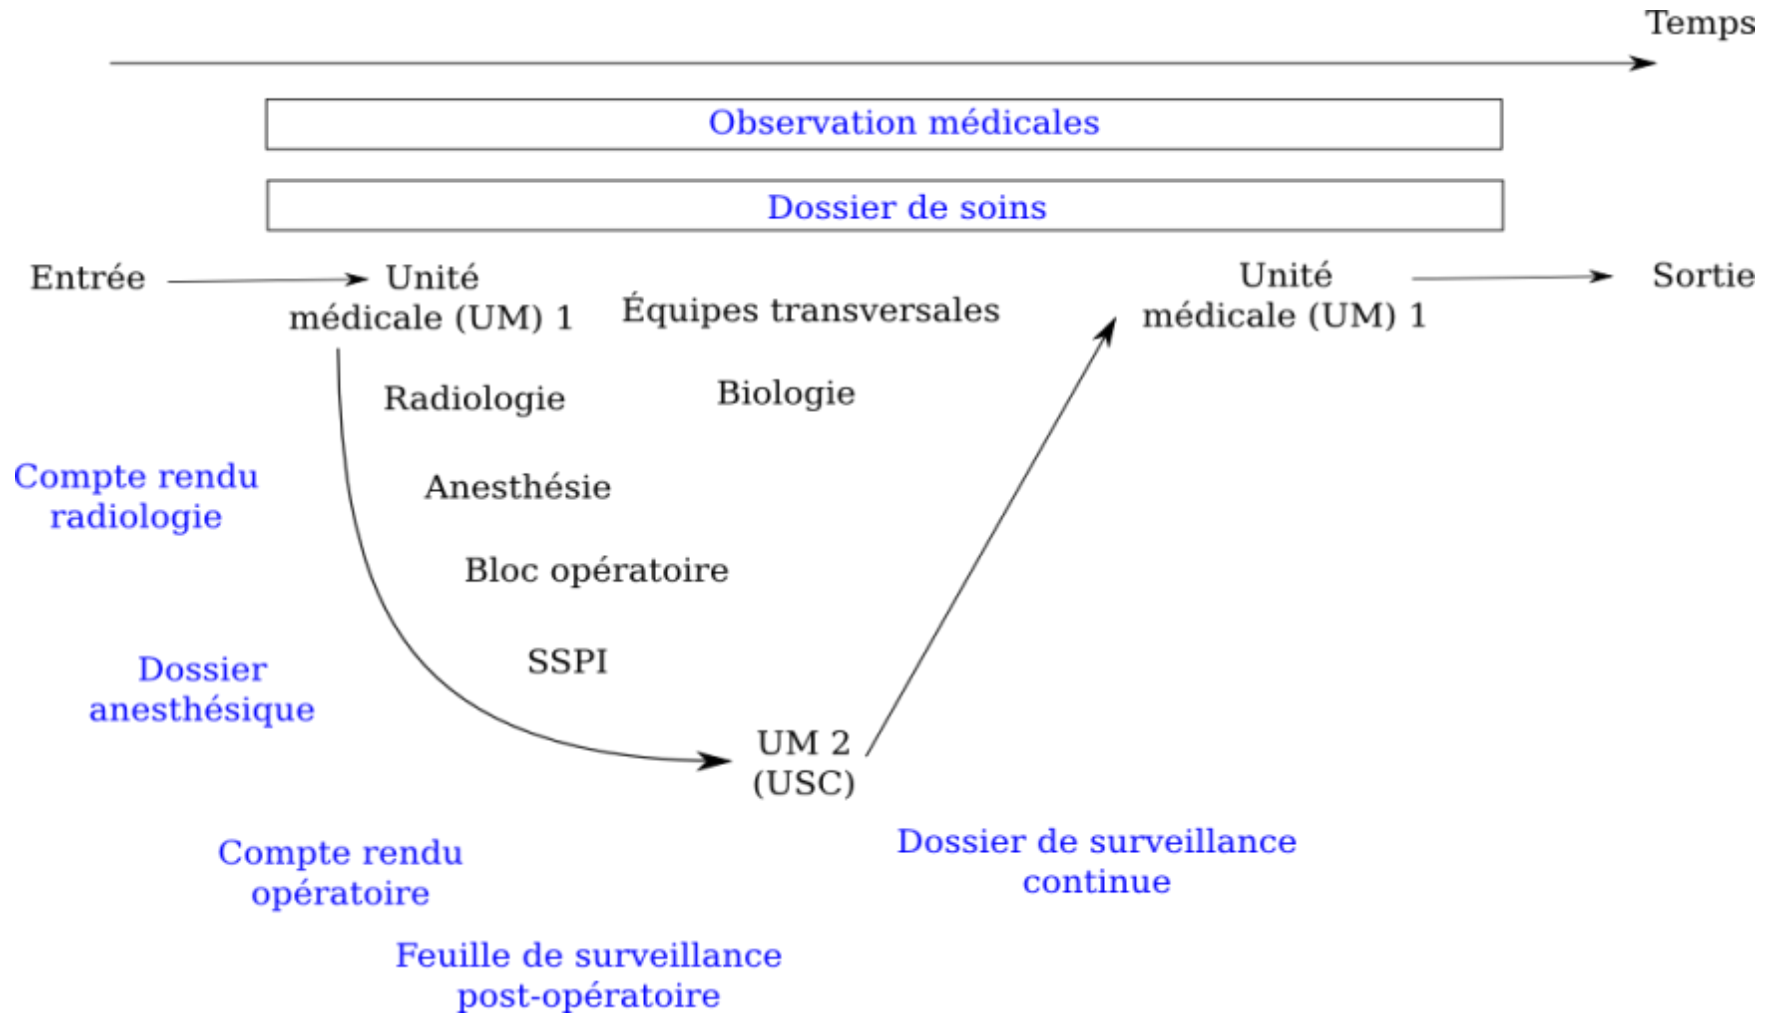 Temps
Observation médicales
Dossier de soins
Entrée
Unité
médicale (UM) 1
Équipes transversales
Unité
médicale (UM) 1
Sortie
Radiologie
Biologie
Compte rendu
radiologie
Anesthésie
Bloc opératoire
SSPI
Dossier
anesthésique
UM 2
(USC)
Compte rendu
opératoire
Dossier de surveillance
continue
Feuille de surveillance
post-opératoire